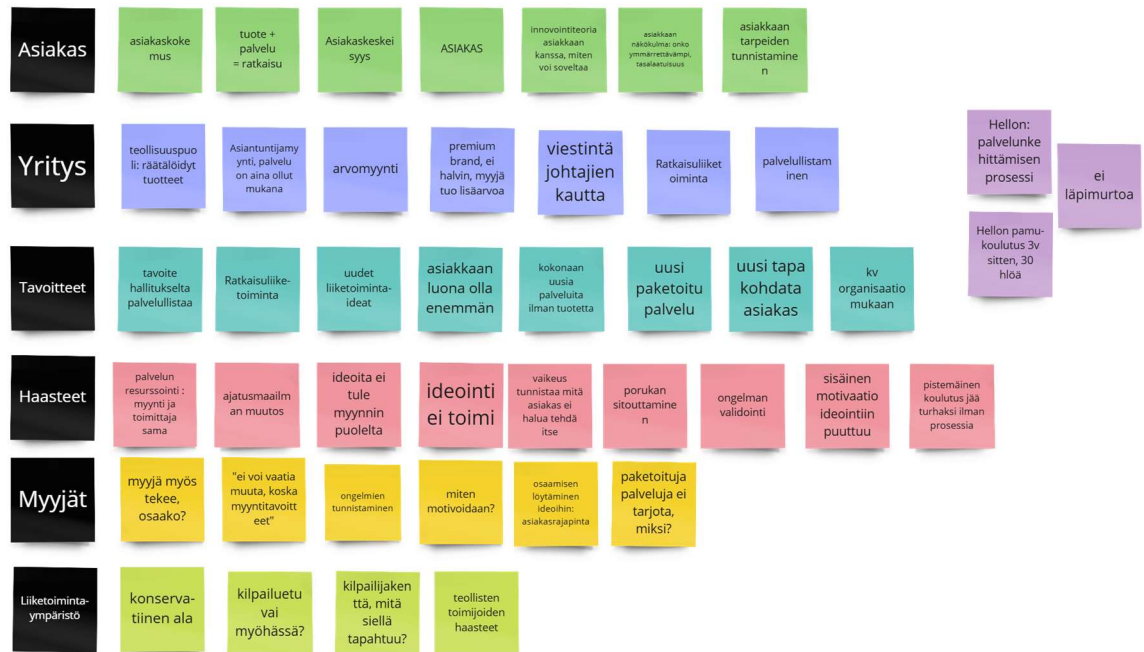 Asiakas
asiakaskoke
mus
tuote +
palvelu
= ratkaisu
Asiakaskeskei
syys
ASIAKAS
innovointiteoria
asiakkaan
kanssa, miten
voi soveltaa
asiakkaan
näkökulma: onko
ymmärrettävämpi,
tasalaatuisuus
asiakkaan
tarpeiden
tunnistamine
n
Yritys
teollisuuspuo
li: räätälöidyt
tuotteet
Asiantuntijamy
ynti, palvelu
on aina ollut
mukana
arvomyynti
premium
brand, ei
halvin, myyjä
tuo lisäarvoa
viestintä
johtajien
kautta
Ratkaisuliiket
oiminta
palvelullistam
inen
Hellon:
palvelunke
hittämisen
prosessi
ei
läpimurtoa
Hellon pamu-
koulutus 3v
sitten, 30
hlöä
Tavoitteet
tavoite
hallitukselta
palvelullistaa
Ratkaisuliike-
toiminta
uudet
liiketoiminta-
ideat
asiakkaan
luona olla
enemmän
kokonaan
uusia
palveluita
ilman tuotetta
uusi
paketoitu
palvelu
uusi tapa
kohdata
asiakas
kv
organisaatio
mukaan
Haasteet
palvelun
resurssointi :
myynti ja
toimittaja
sama
ajatusmaailm
an muutos
ideoita ei
tule
myynnin
puolelta
ideointi
ei toimi
vaikeus
tunnistaa mitä
asiakas ei
halua tehdä
itse
porukan
sitouttamine
n
ongelman
validointi
sisäinen
motivaatio
ideointiin
puuttuu
pistemäinen
koulutus jää
turhaksi ilman
prosessia
Myyjät
myyjä myös
tekee,
osaako?
"ei voi vaatia
muuta, koska
myyntitavoitt
eet"
ongelmien
tunnistaminen
miten
motivoidaan?
osaamisen
löytäminen
ideoihin:
asiakasrajapinta
paketoituja
palveluja ei
tarjota,
miksi?
Liiketoiminta-
ympäristö
konserva-
tiinen ala
kilpailuetu
vai
myöhässä?
kilpailijaken
ttä, mitä
siellä
tapahtuu?
teollisten
toimijoiden
haasteet